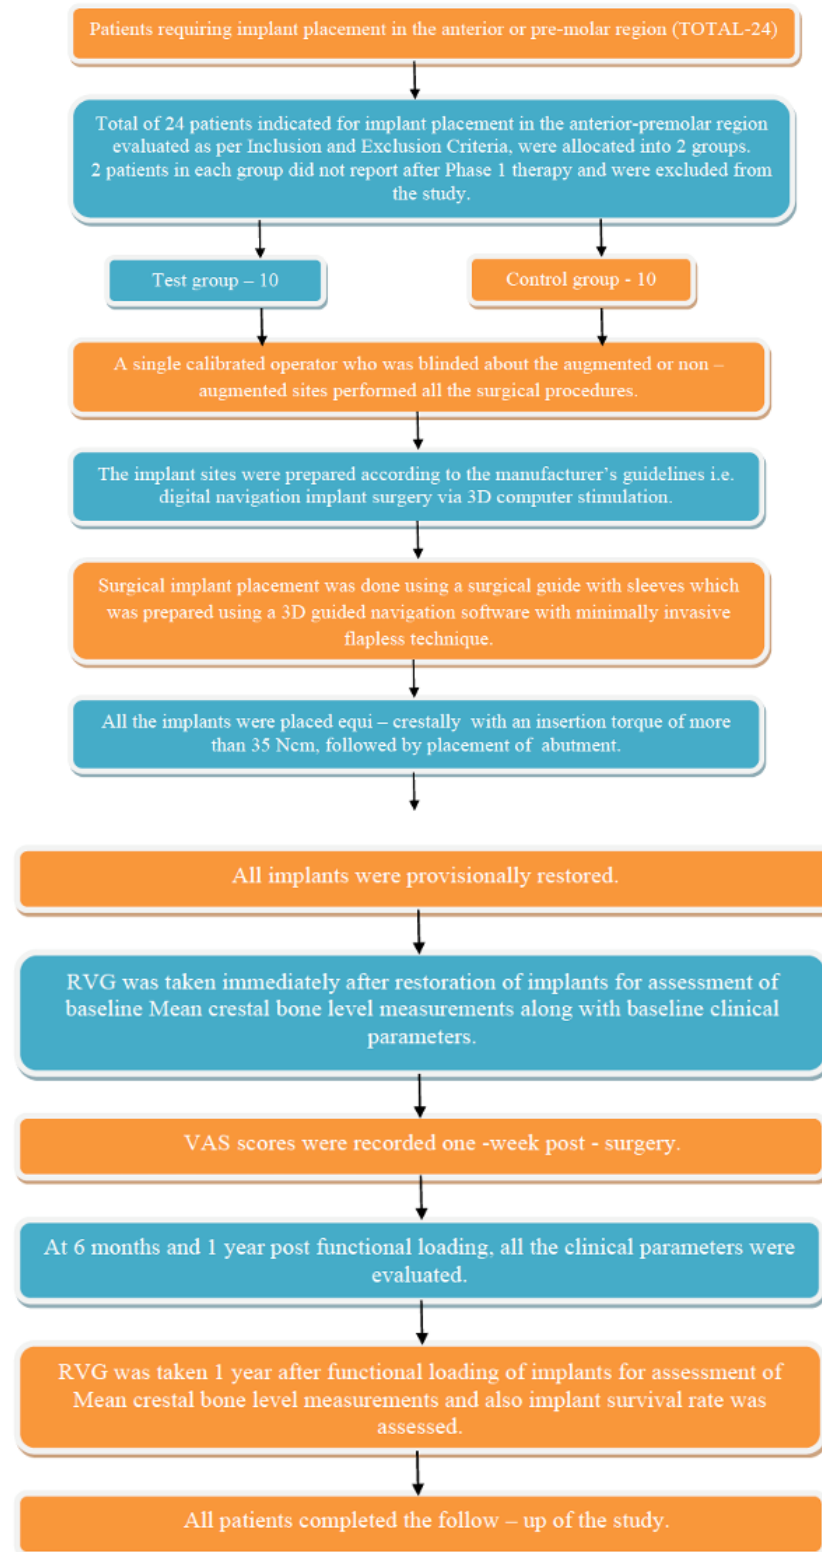 Patients requiring implant placement in the anterior or pre-molar region (TOTAL-24)
Total of 24 patients indicated for implant placement in the anterior-premolar region
evaluated as per Inclusion and Exclusion Criteria, were allocated into 2 groups.
2 patients in each group did not report after Phase 1 therapy and were excluded from
the study.
Test group – 10
Control group - 10
A single calibrated operator who was blinded about the augmented or non –
augmented sites performed all the surgical procedures.
The implant sites were prepared according to the manufacturer’s guidelines i.e.
digital navigation implant surgery via 3D computer stimulation.
Surgical implant placement was done using a surgical guide with sleeves which
was prepared using a 3D guided navigation software with minimally invasive
flapless technique.
All the implants were placed equi – crestally with an insertion torque of more
than 35 Ncm, followed by placement of abutment.
All implants were provisionally restored.
RVG was taken immediately after restoration of implants for assessment of
baseline Mean crestal bone level measurements along with baseline clinical
parameters.
VAS scores were recorded one -week post - surgery.
At 6 months and 1 year post functional loading, all the clinical parameters were
evaluated.
RVG was taken 1 year after functional loading of implants for assessment of
Mean crestal bone level measurements and also implant survival rate was
assessed.
All patients completed the follow – up of the study.